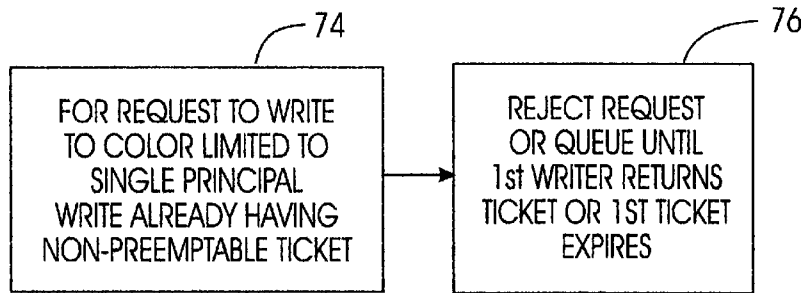 74
FOR REQUEST TO WRITE
TO COLOR LIMITED TO
SINGLE PRINCIPAL
WRITE ALREADY HAVING
NON-PREEMPTABLE TICKET
76
REJECT REQUEST
OR QUEUE UNTIL
1st WRITER RETURNS
TICKET OR 1ST TICKET
EXPIRES